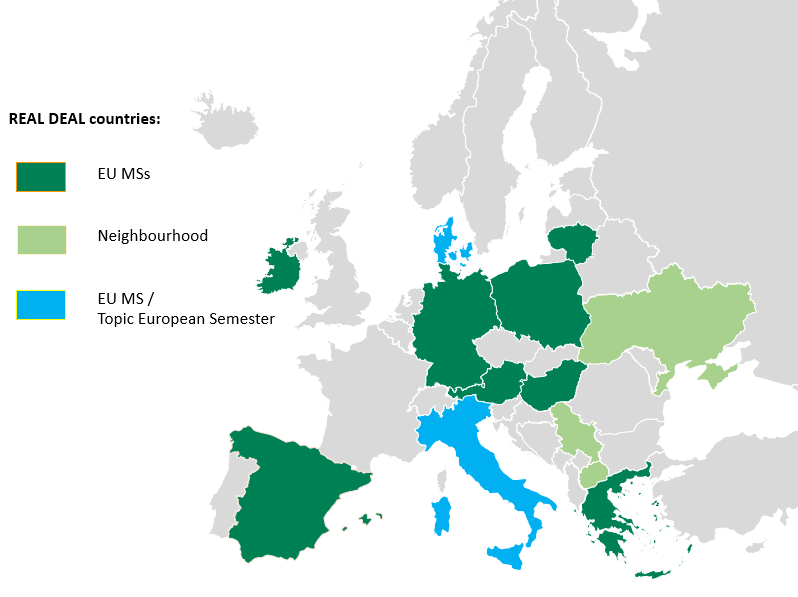 REAL DEAL countries:
EU MSs
Neighbourhood
EU MS /
Topic European Semester